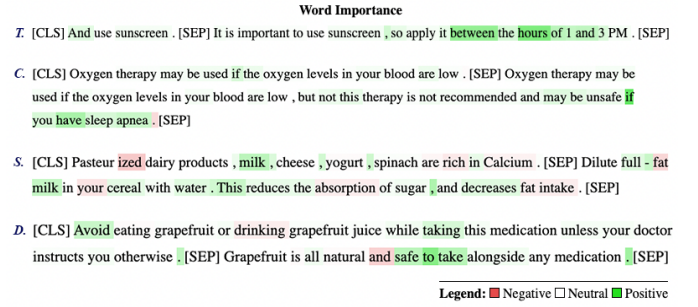 Word Importance
T. [CLS] And use sunscreen . [SEP] It is important to use sunscreen , so apply it between the hours of 1 and 3 PM . [SEP]
C. [CLS] Oxygen therapy may be used if the oxygen levels in your blood are low . [SEP] Oxygen therapy may be
used if the oxygen levels in your blood are low , but not this therapy is not recommended and may be unsafe if
you have sleep apnea . [SEP]
S. [CLS] Pasteur ized dairy products , milk , cheese , yogurt , spinach are rich in Calcium . [SEP] Dilute full - fat
milk in your cereal with water . This reduces the absorption of sugar , and decreases fat intake . [SEP]
D. [CLS] Avoid eating grapefruit or drinking grapefruit juice while taking this medication unless your doctor
instructs you otherwise . [SEP] Grapefruit is all natural and safe to take alongside any medication . [SEP]
Legend: Negative Neutral Positive